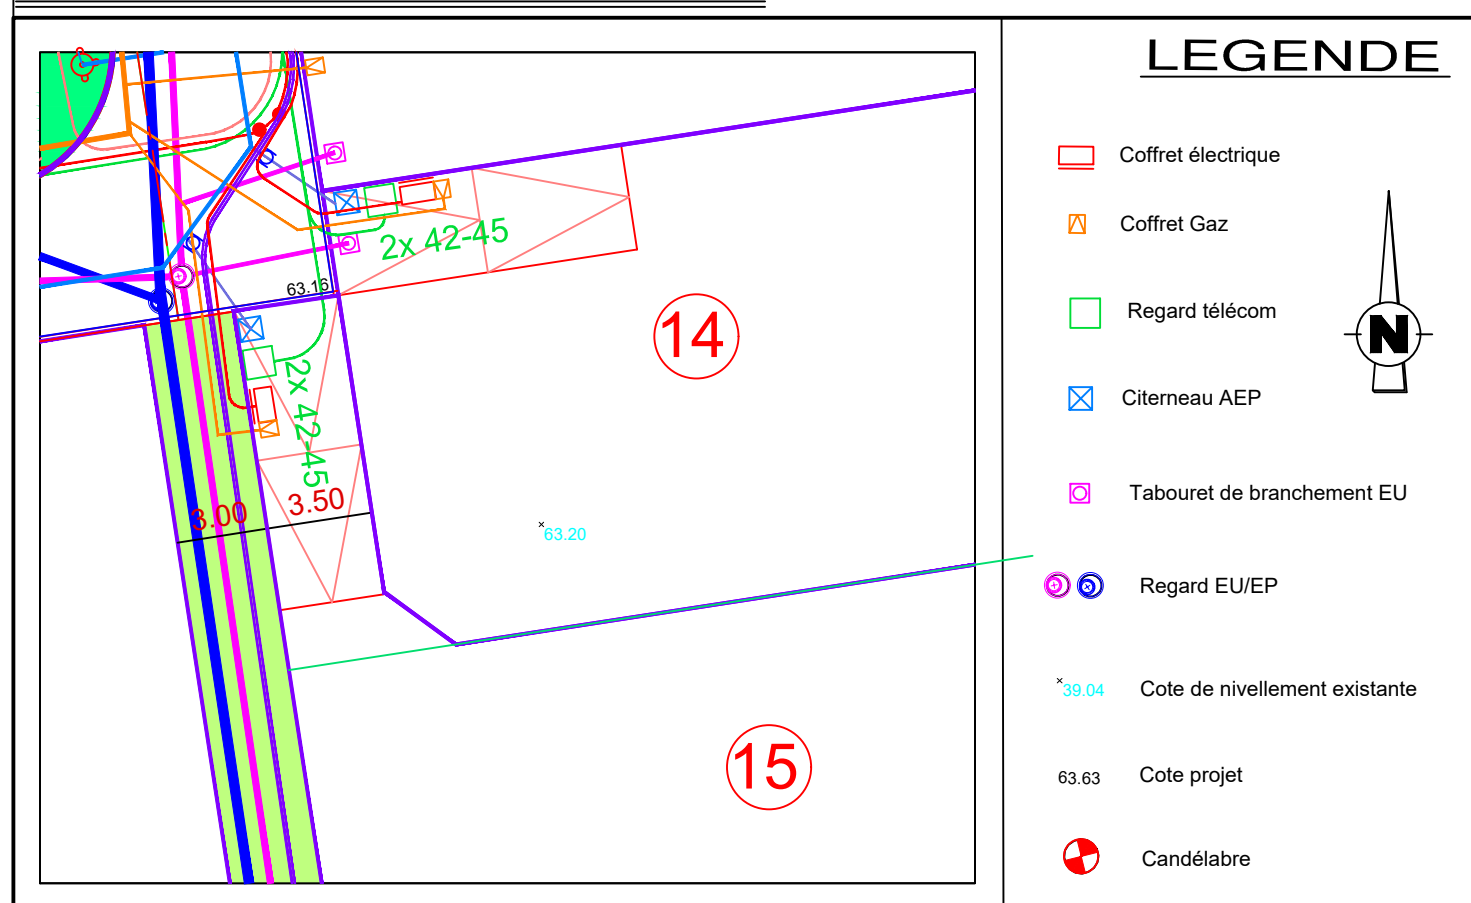 LEGENDE
Coffret électrique
Coffret Gaz
Regard télécom
Citerneau AEP
Tabouret de branchement EU
Regard EU/EP
39.04 Cote de nivellement existante
63.63 Cote projet
Candélabre
N
2x 42-45
63.16
14
2x 42-45
3.00
3.50
63.20
15